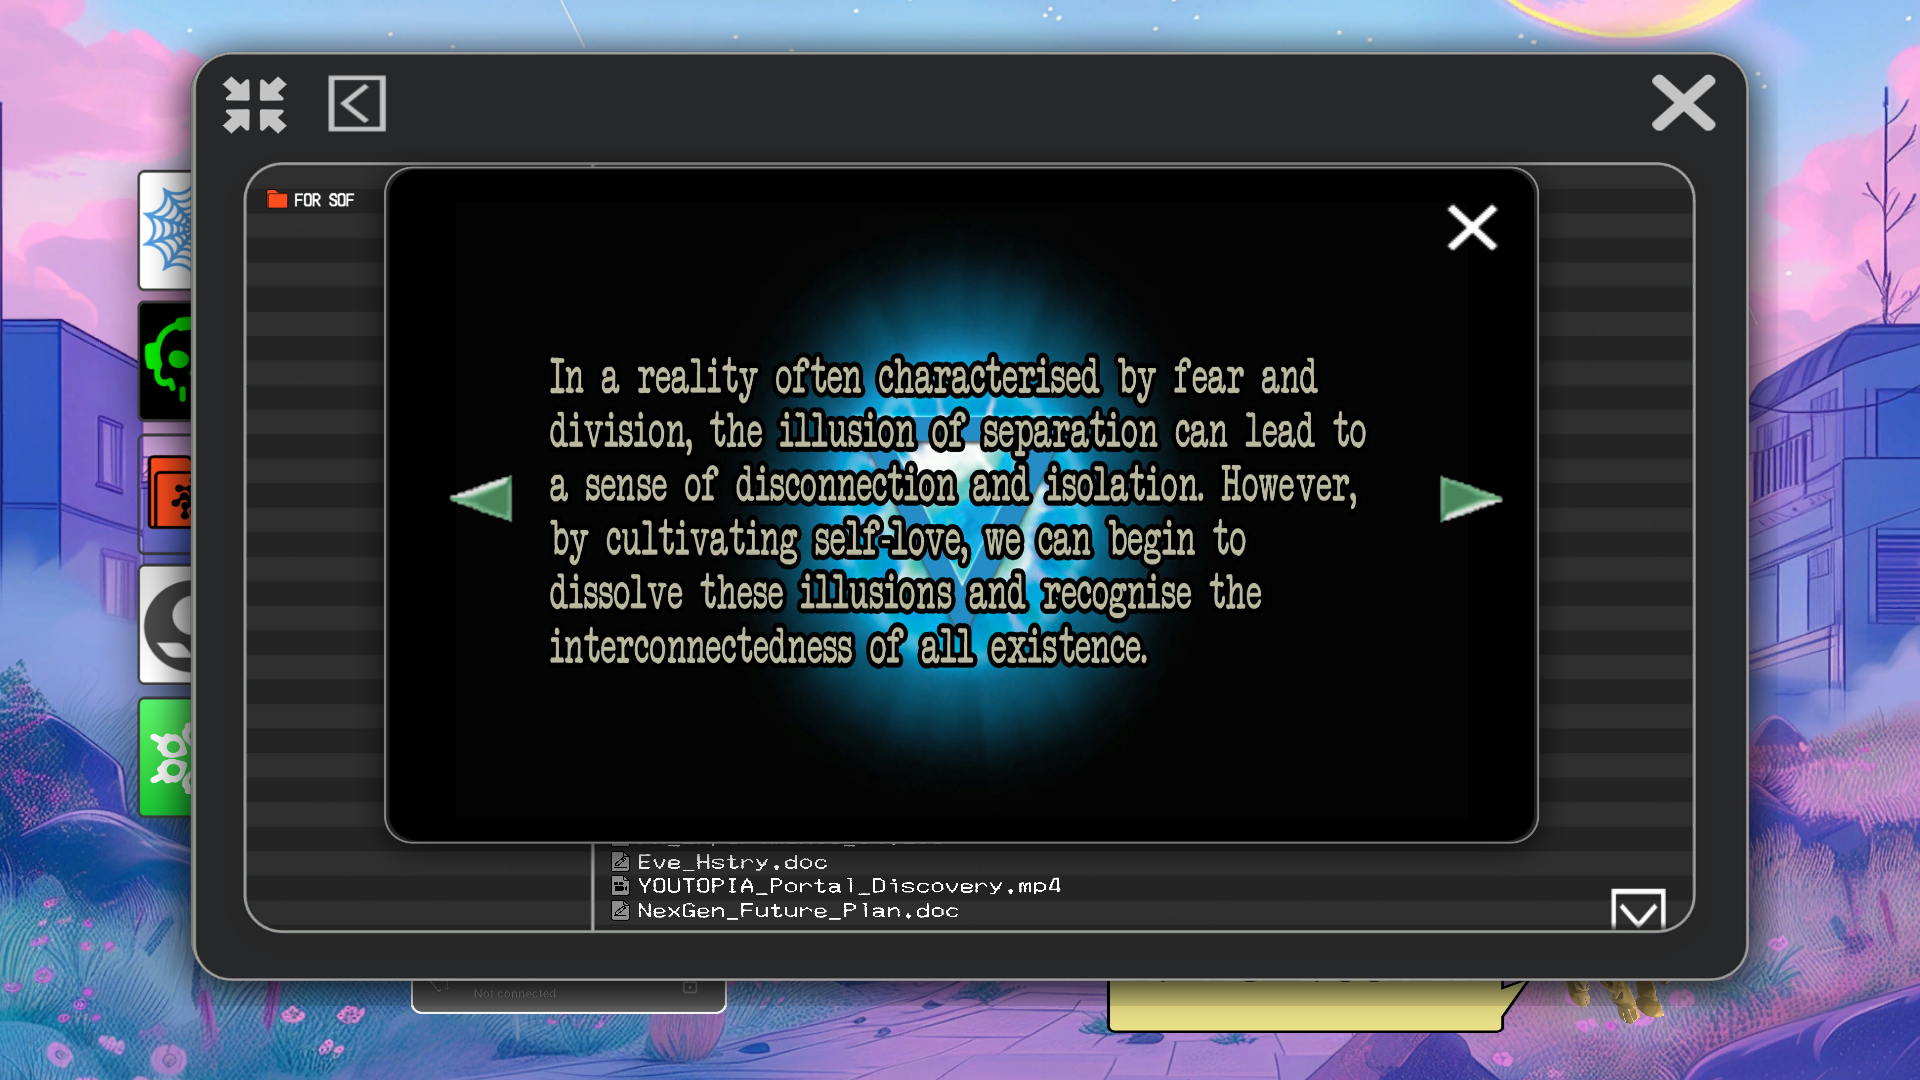 FOR SOF
In a reality often characterised by fear and
division, the illusion of separation can lead to
a sense of disconnection and isolation. However,
by cultivating self-love, we can begin to
dissolve these illusions and recognise the
interconnectedness of all existence.
Eve_Hstry.doc
YOUTOPIA_Portal_Discovery.mp4
NexGen_Future_Plan.doc
Not connected